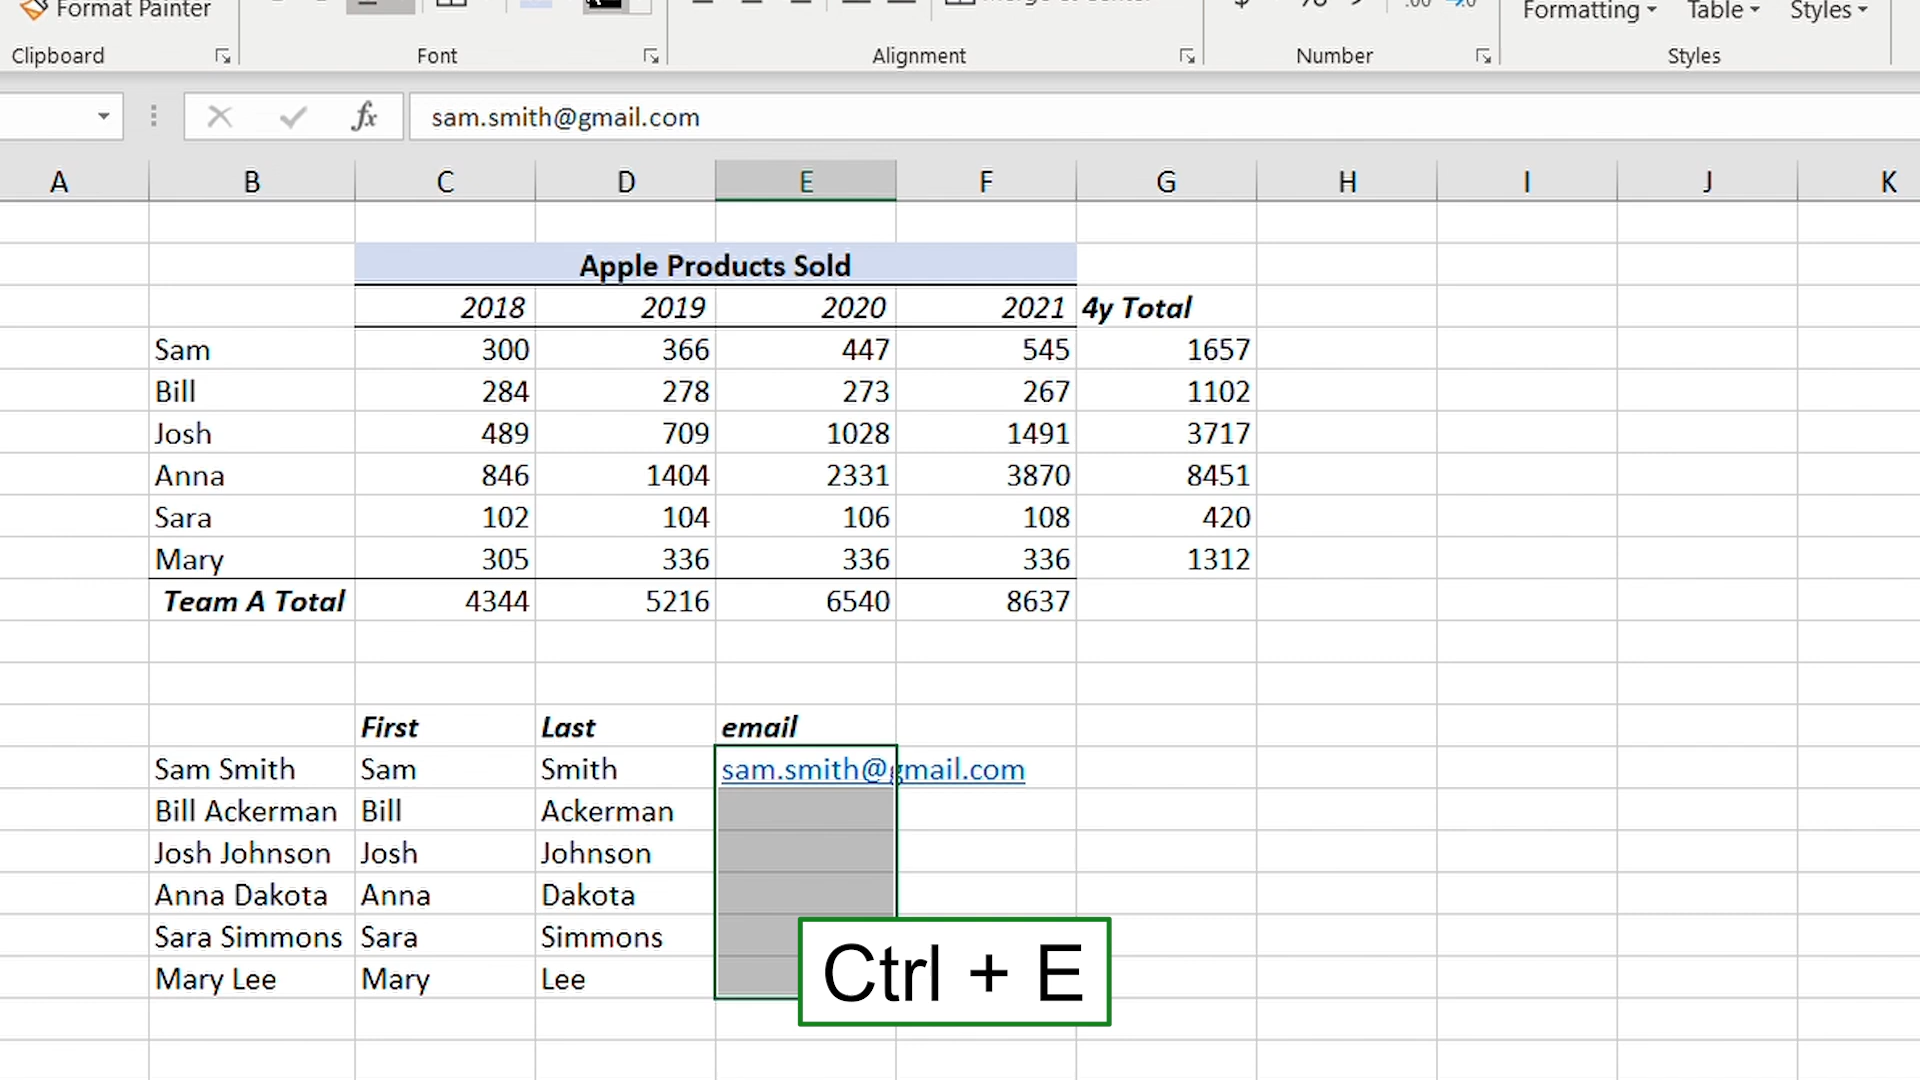 Format Painter
Formatting Table Styles
Clipboard Font Alignment Number Styles
fx sam.smith@gmail.com
A B C D E F G H I J K
Apple Products Sold
2018 2019 2020 2021 4y Total
Sam 300 366 447 545 1657
Bill 284 278 273 267 1102
Josh 489 709 1028 1491 3717
Anna 846 1404 2331 3870 8451
Sara 102 104 106 108 420
Mary 305 336 336 336 1312
Team A Total 4344 5216 6540 8637
First Last email
Sam Smith Sam Smith sam.smith@gmail.com
Bill Ackerman Bill Ackerman
Josh Johnson Josh Johnson
Anna Dakota Anna Dakota
Sara Simmons Sara Simmons
Mary Lee Mary Lee
Ctrl + E